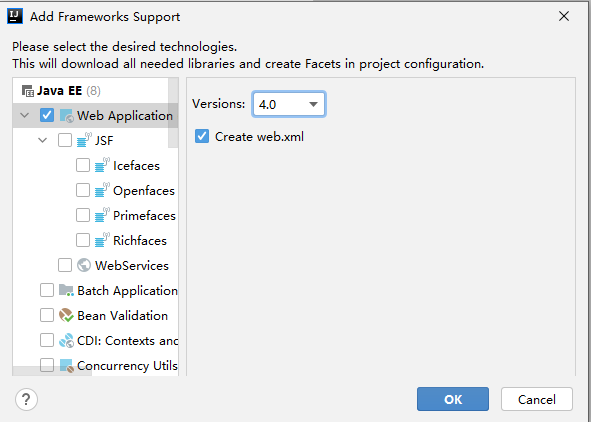 IJ Add Frameworks Support
Please select the desired technologies.
This will download all needed libraries and create Facets in project configuration.
Java EE (8)
Web Application
JSF
Icefaces
Openfaces
Primefaces
Richfaces
WebServices
Batch Application
Bean Validation
CDI: Contexts and
Concurrency Utils
Versions: 4.0
Create web.xml
?
OK
Cancel